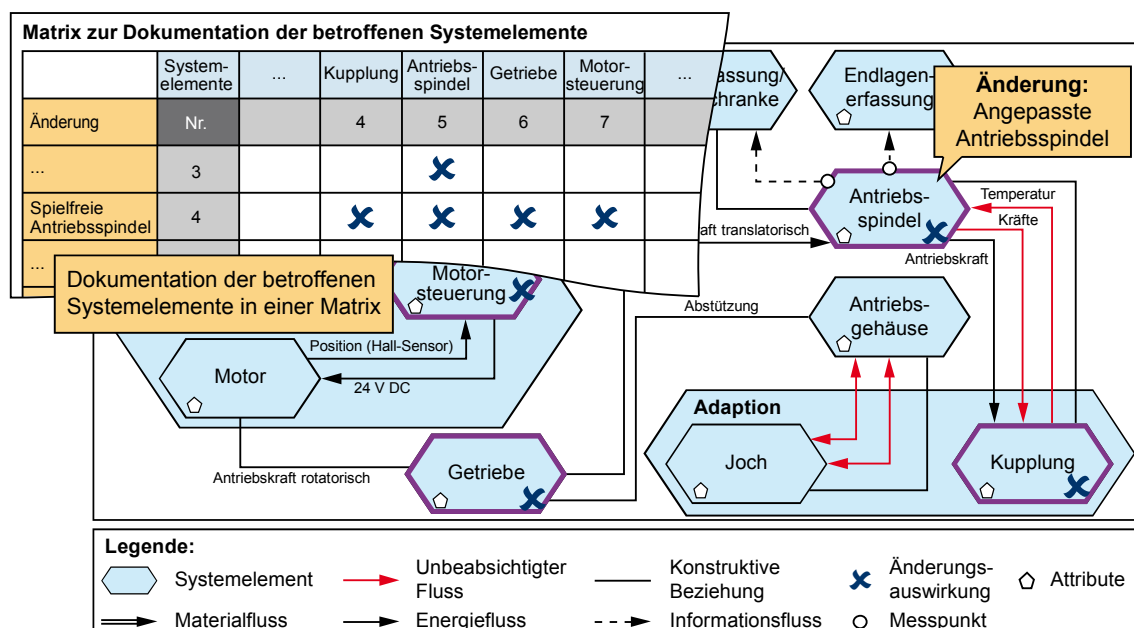 Matrix zur Dokumentation der betroffenen Systemelemente
System-
elemente
...
Kupplung
Antriebs-
spindel
Getriebe
Motor-
steuerung
...
Änderung
Nr.
4
5
6
7
...
3
Spielfreie
Antriebsspindel
4
...
Dokumentation der betroffenen
Systemelemente in einer Matrix
assung/
chranke
Endlagen-
erfassung
Änderung:
Angepasste
Antriebsspindel
Antriebs-
spindel
Temperatur
Kräfte
aft translatorisch
Antriebskraft
Motor-
steuerung
Abstützung
Antriebs-
gehäuse
Position (Hall-Sensor)
Motor
24 V DC
Adaption
Joch
Kupplung
Antriebskraft rotatorisch
Getriebe
Legende:
Systemelement
Unbeabsichtigter
Fluss
Konstruktive
Beziehung
Änderungs-
auswirkung
Attribute
Materialfluss
Energiefluss
Informationsfluss
Messpunkt